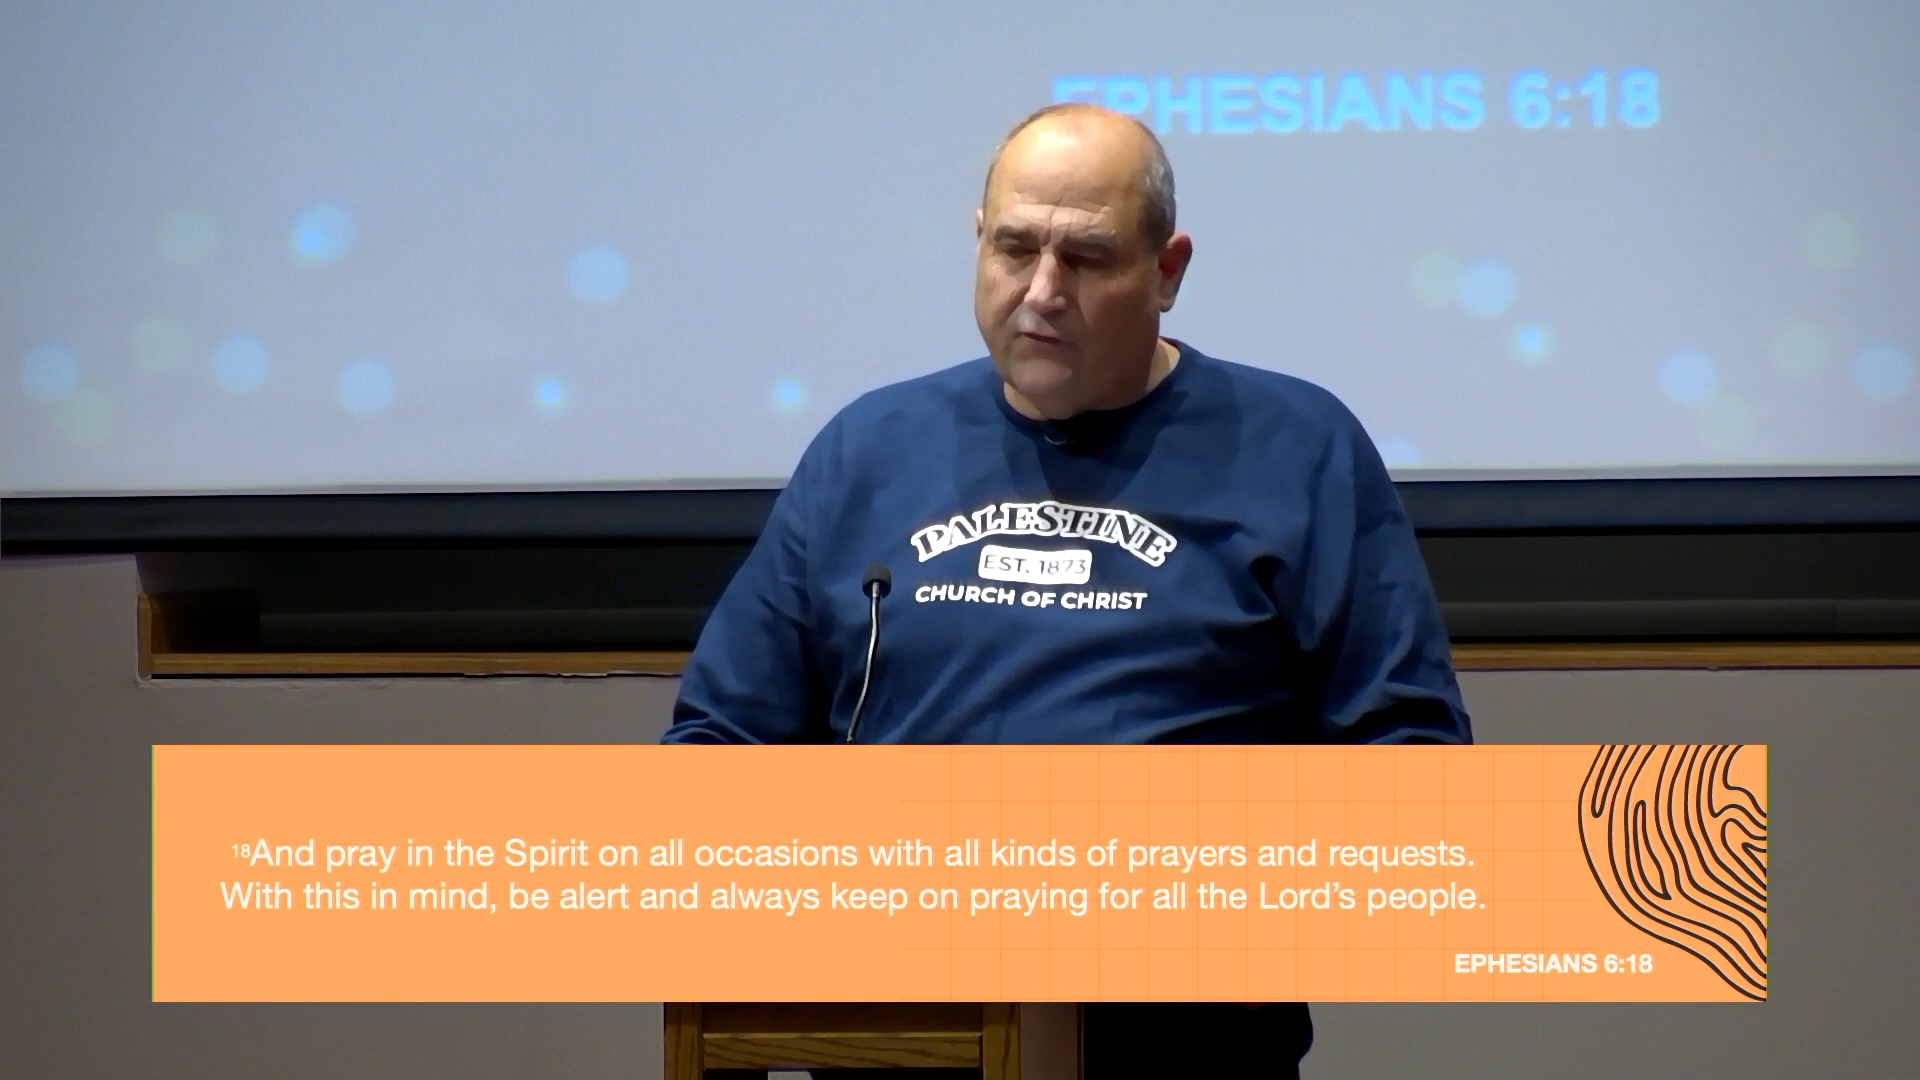 EPHESIANS 6:18
PALESTINE
EST. 1873
CHURCH OF CHRIST
18And pray in the Spirit on all occasions with all kinds of prayers and requests.
With this in mind, be alert and always keep on praying for all the Lord’s people.
EPHESIANS 6:18